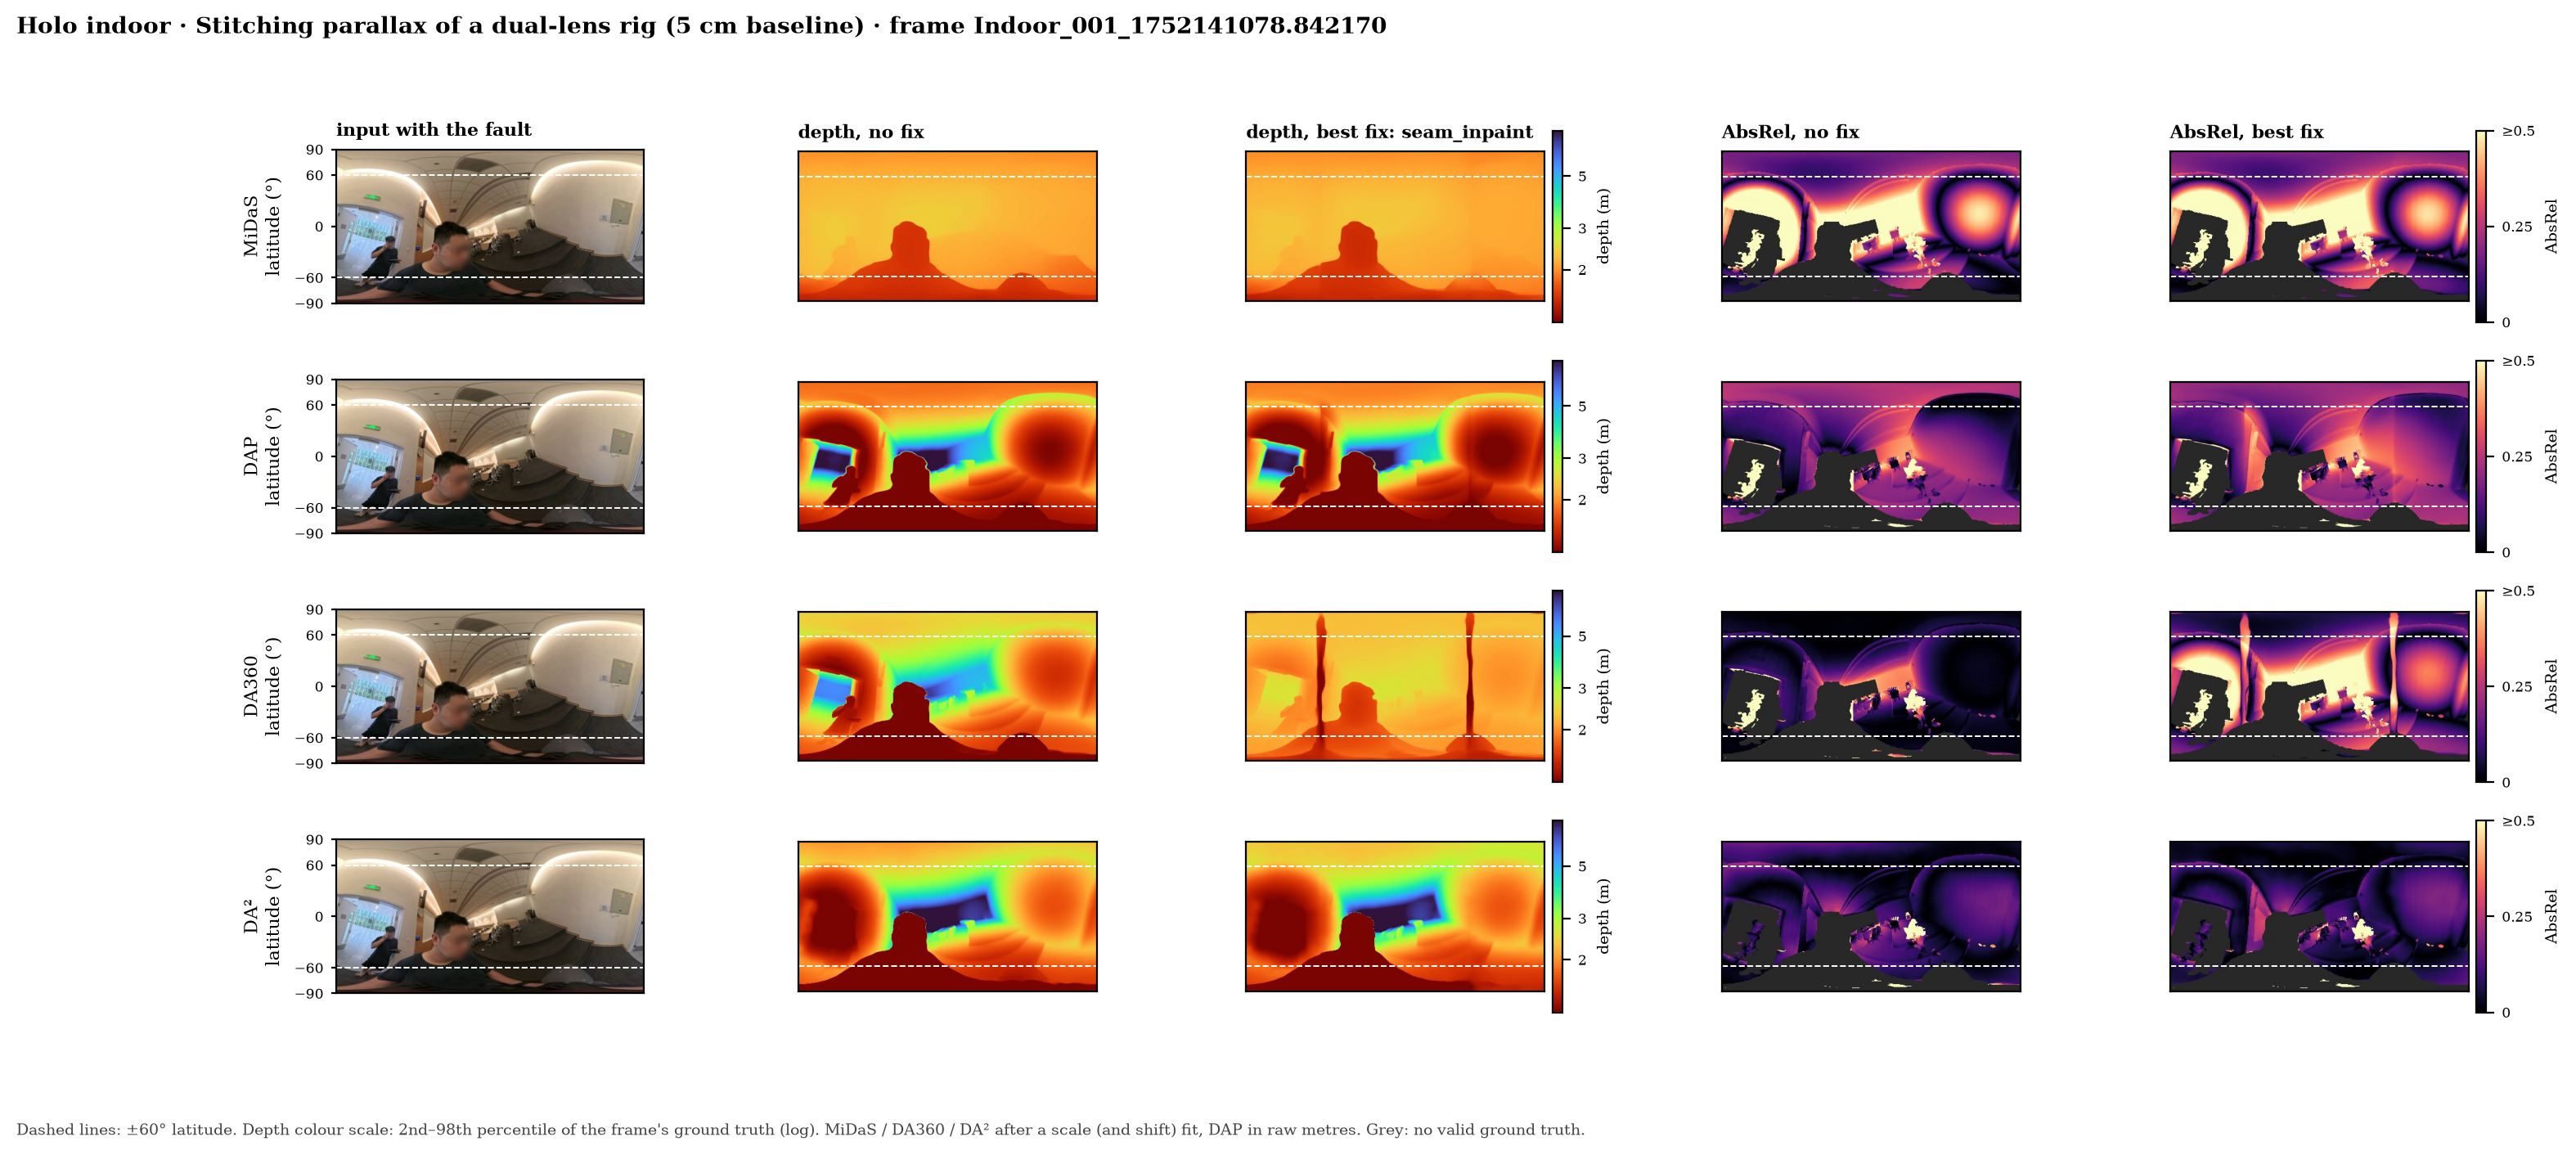 Holo indoor · Stitching parallax of a dual-lens rig (5 cm baseline) · frame Indoor_001_1752141078.842170
input with the fault
depth, no fix
depth, best fix: seam_inpaint
AbsRel, no fix
AbsRel, best fix
MiDaS
latitude (°)
90
60
0
−60
−90
5
3
2
depth (m)
≥0.5
0.25
0
AbsRel
DAP
latitude (°)
90
60
0
−60
−90
5
3
2
depth (m)
≥0.5
0.25
0
AbsRel
DA360
latitude (°)
90
60
0
−60
−90
5
3
2
depth (m)
≥0.5
0.25
0
AbsRel
DA²
latitude (°)
90
60
0
−60
−90
5
3
2
depth (m)
≥0.5
0.25
0
AbsRel
Dashed lines: ±60° latitude. Depth colour scale: 2nd–98th percentile of the frame's ground truth (log). MiDaS / DA360 / DA² after a scale (and shift) fit, DAP in raw metres. Grey: no valid ground truth.